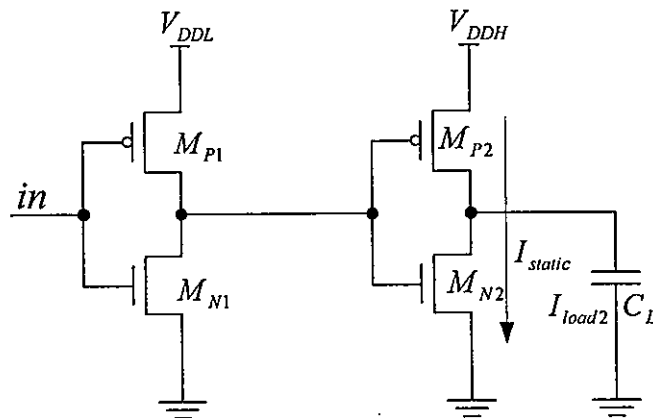 V_DDL
V_DDH
M_P1
M_P2
in
I_static
M_N1
M_N2
I_load2
C_L